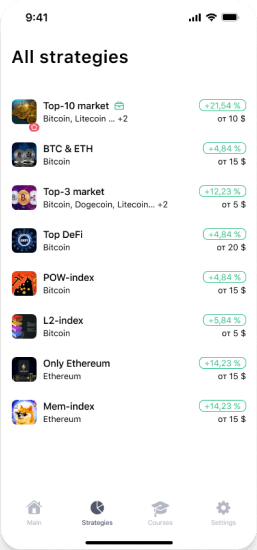 9:41
All strategies
Top-10 market
+21,54 %
Bitcoin, Litecoin ... +2
от 10 $
BTC & ETH
+4,84 %
Bitcoin
от 15 $
Top-3 market
+12,23 %
Bitcoin, Dogecoin, Litecoin... +2
от 5 $
Top DeFi
+4,84 %
Bitcoin
от 20 $
POW-index
+4,84 %
Bitcoin
от 15 $
L2-index
+5,84 %
Bitcoin
от 5 $
Only Ethereum
+14,23 %
Ethereum
от 15 $
Mem-index
+14,23 %
Ethereum
от 15 $
Main
Strategies
Courses
Settings